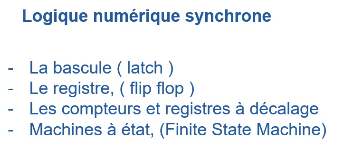 Logique numérique synchrone
- La bascule ( latch )
- Le registre, ( flip flop )
- Les compteurs et registres à décalage
- Machines à état, (Finite State Machine)